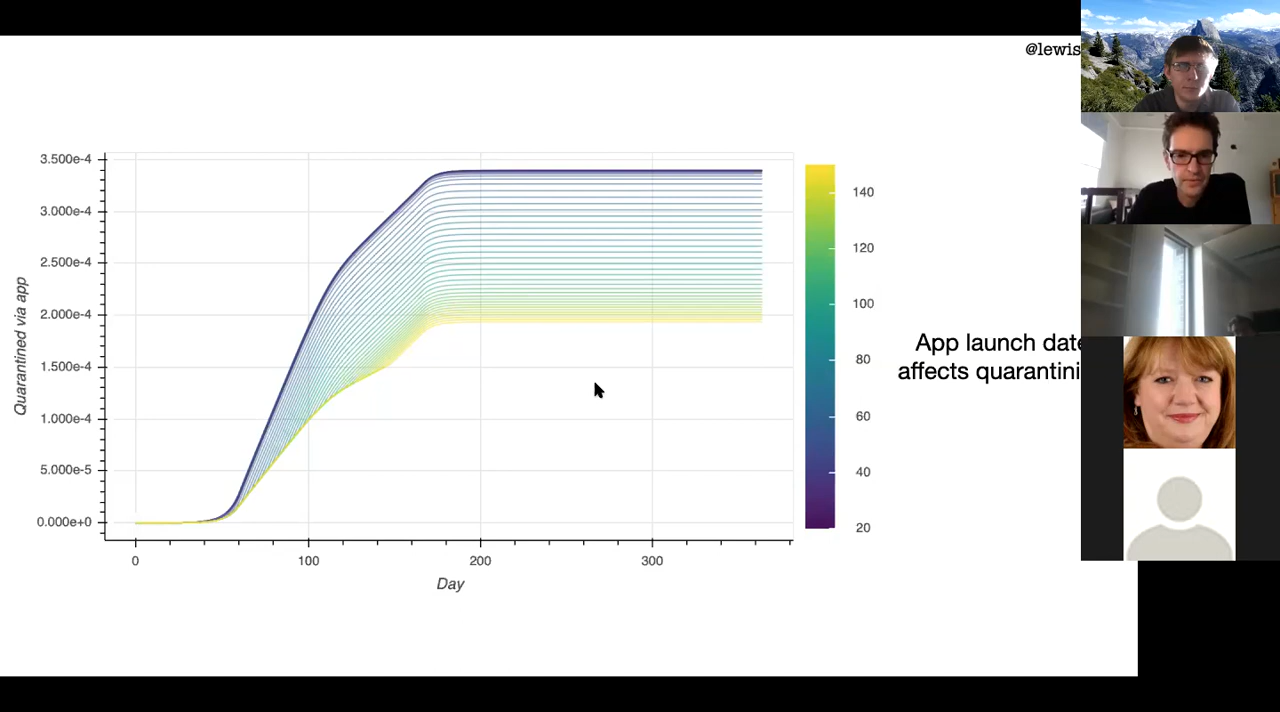 @lewis
3.500e-4
3.000e-4
2.500e-4
2.000e-4
1.500e-4
1.000e-4
5.000e-5
0.000e+0
Quarantined via app
0 100 200 300
Day
140
120
100
80
60
40
20
App launch date
affects quarantini